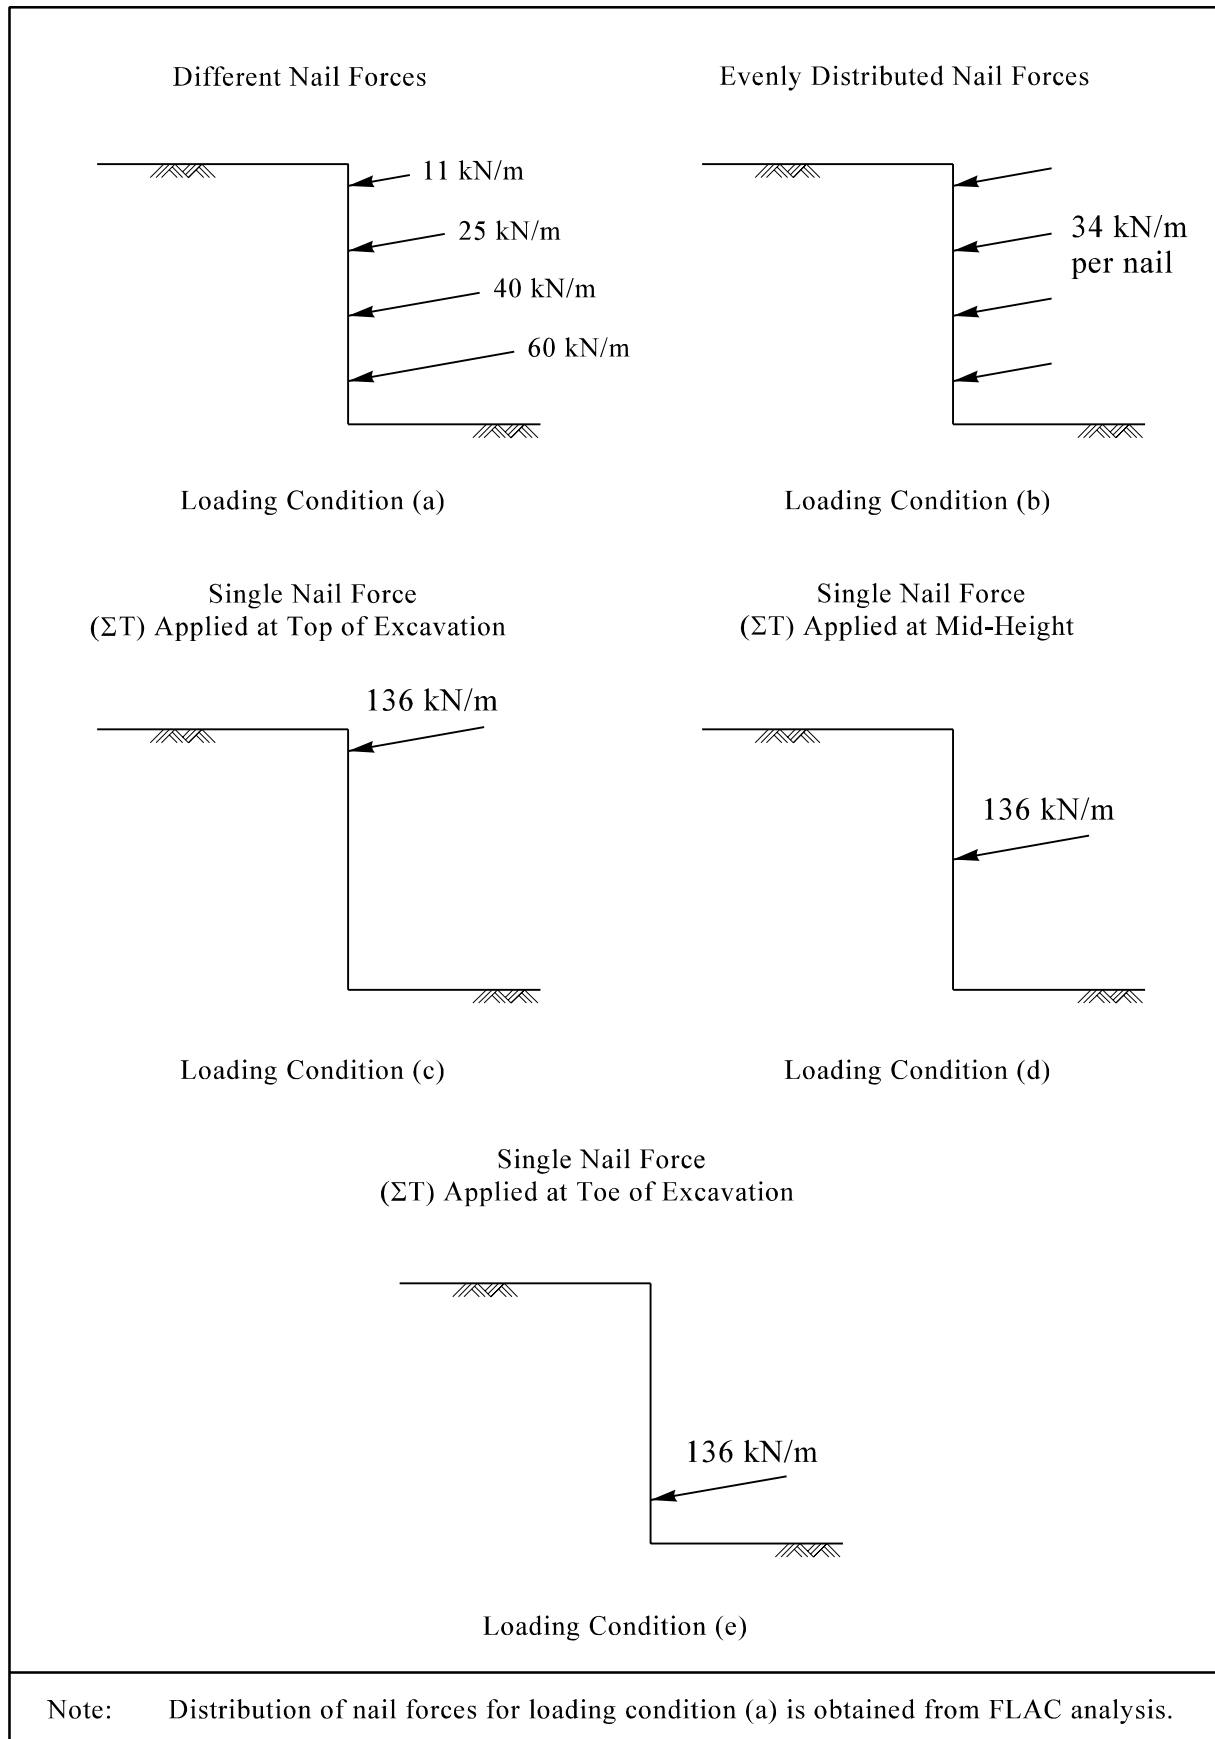 Different Nail Forces
Evenly Distributed Nail Forces
11 kN/m
25 kN/m
40 kN/m
60 kN/m
34 kN/m
per nail
Loading Condition (a)
Loading Condition (b)
Single Nail Force
(ΣT) Applied at Top of Excavation
Single Nail Force
(ΣT) Applied at Mid-Height
136 kN/m
136 kN/m
Loading Condition (c)
Loading Condition (d)
Single Nail Force
(ΣT) Applied at Toe of Excavation
136 kN/m
Loading Condition (e)
Note: Distribution of nail forces for loading condition (a) is obtained from FLAC analysis.